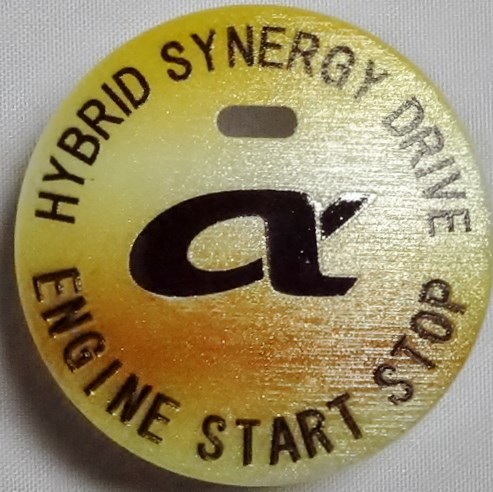 HYBRID SYNERGY DRIVE
α
ENGINE START STOP